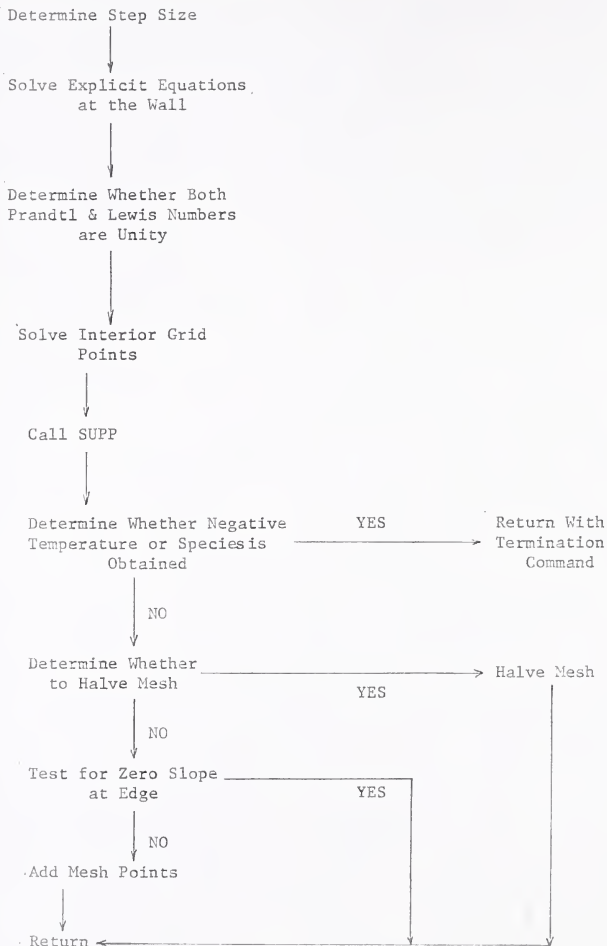 Determine Step Size
Solve Explicit Equations
at the Wall
Determine Whether Both
Prandtl & Lewis Numbers
are Unity
Solve Interior Grid
Points
Call SUPP
Determine Whether Negative
Temperature or Species is
Obtained
YES
Return With
Termination
Command
NO
Determine Whether
to Halve Mesh
YES
Halve Mesh
NO
Test for Zero Slope
at Edge
YES
NO
Add Mesh Points
Return